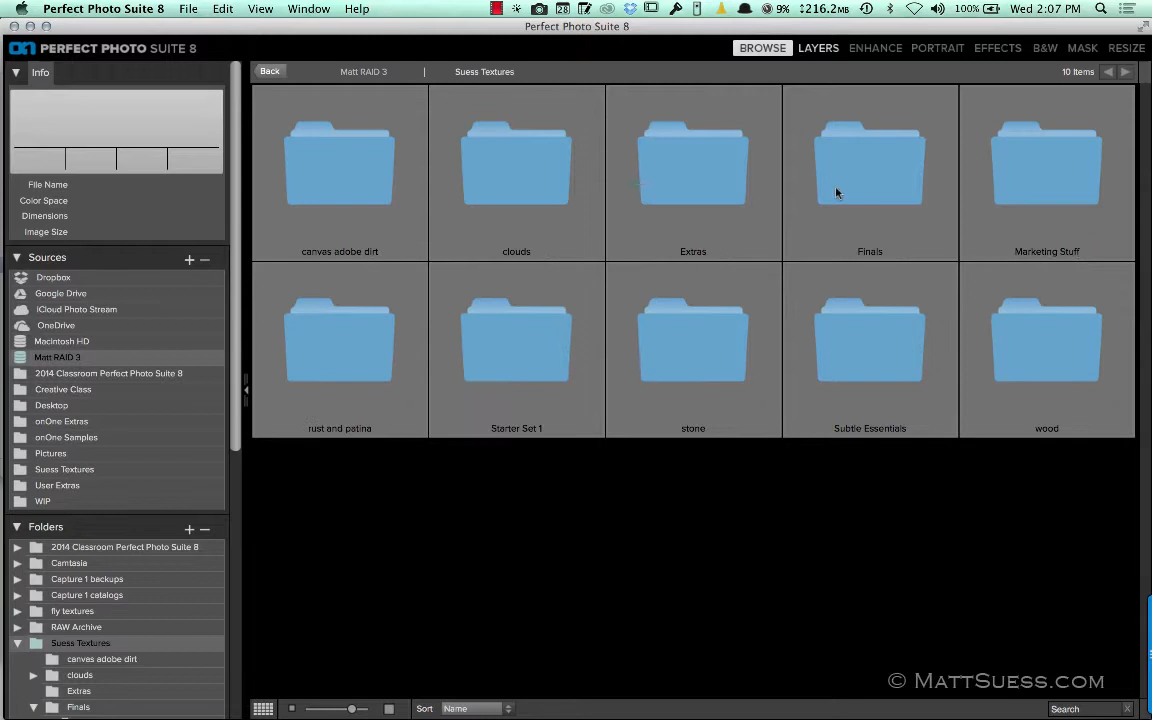 Perfect Photo Suite 8 File Edit View Window Help 28 9% 216.2MB 100% Wed 2:07 PM
Perfect Photo Suite 8
on PERFECT PHOTO SUITE 8 BROWSE LAYERS ENHANCE PORTRAIT EFFECTS B&W MASK RESIZE
Info
Back Matt RAID 3 | Suess Textures 10 Items
File Name
Color Space
Dimensions
Image Size
Sources + −
Dropbox
Google Drive
iCloud Photo Stream
OneDrive
Macintosh HD
Matt RAID 3
2014 Classroom Perfect Photo Suite 8
Creative Class
Desktop
onOne Extras
onOne Samples
Pictures
Suess Textures
User Extras
WIP
Folders + −
2014 Classroom Perfect Photo Suite 8
Camtasia
Capture 1 backups
Capture 1 catalogs
fly textures
RAW Archive
Suess Textures
canvas adobe dirt
clouds
Extras
Finals
canvas adobe dirt clouds Extras Finals Marketing Stuff
rust and patina Starter Set 1 stone Subtle Essentials wood
© MATTSUESS.COM
Sort Name Search X